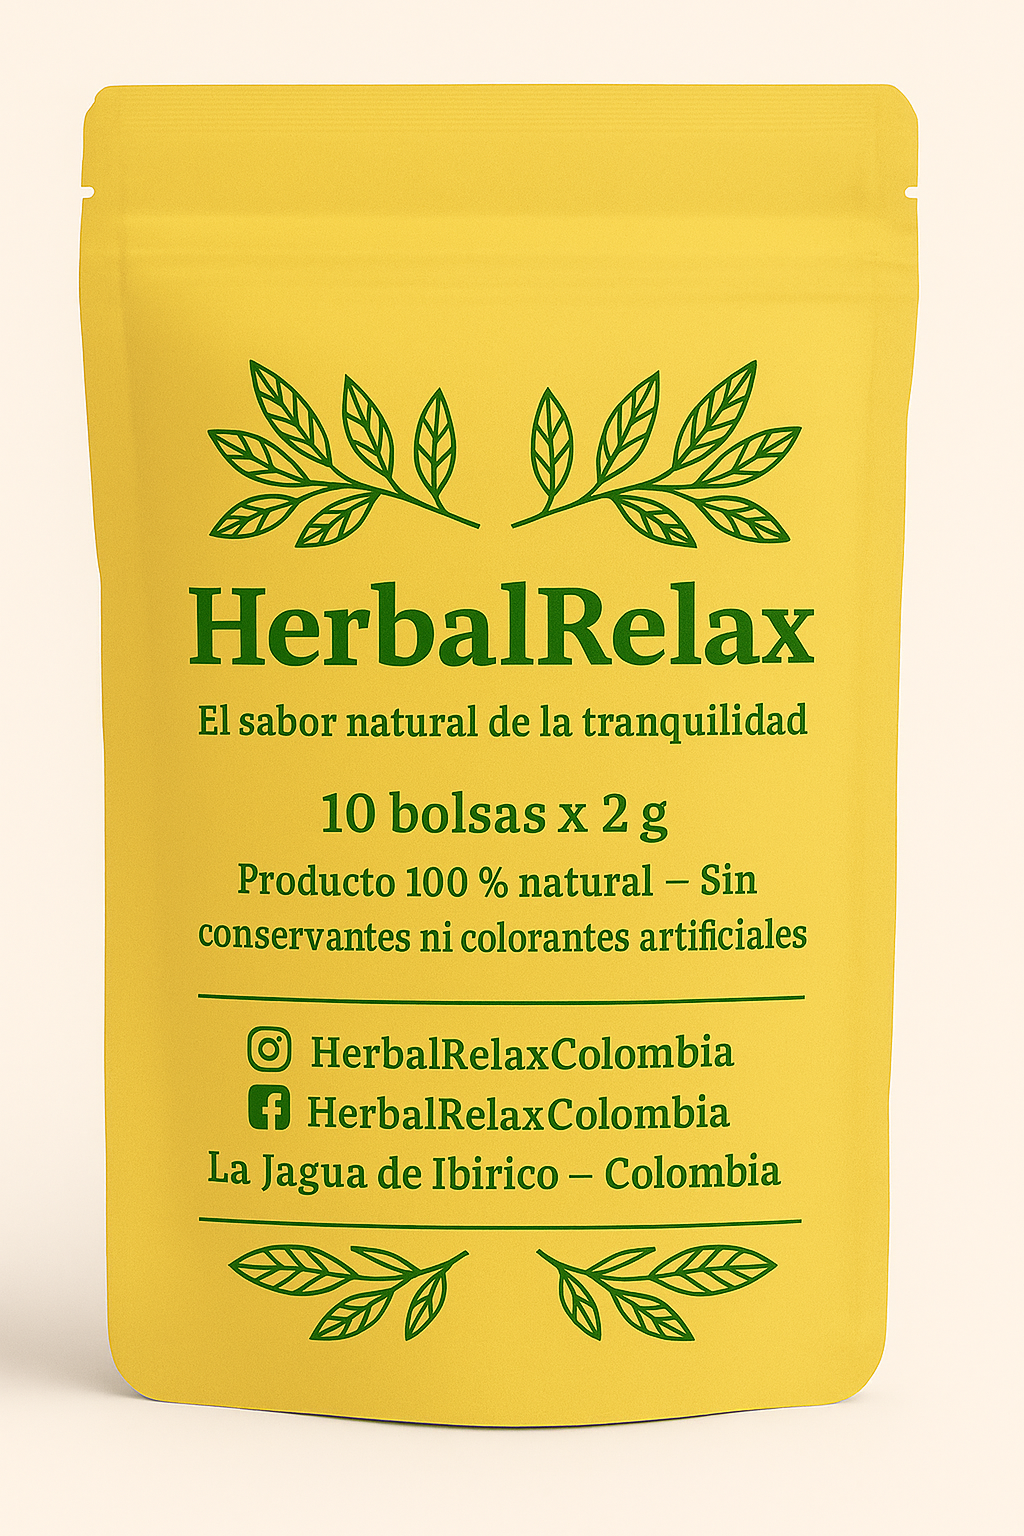 HerbalRelax
El sabor natural de la tranquilidad
10 bolsas x 2 g
Producto 100 % natural – Sin
conservantes ni colorantes artificiales
HerbalRelaxColombia
HerbalRelaxColombia
La Jagua de Ibirico – Colombia